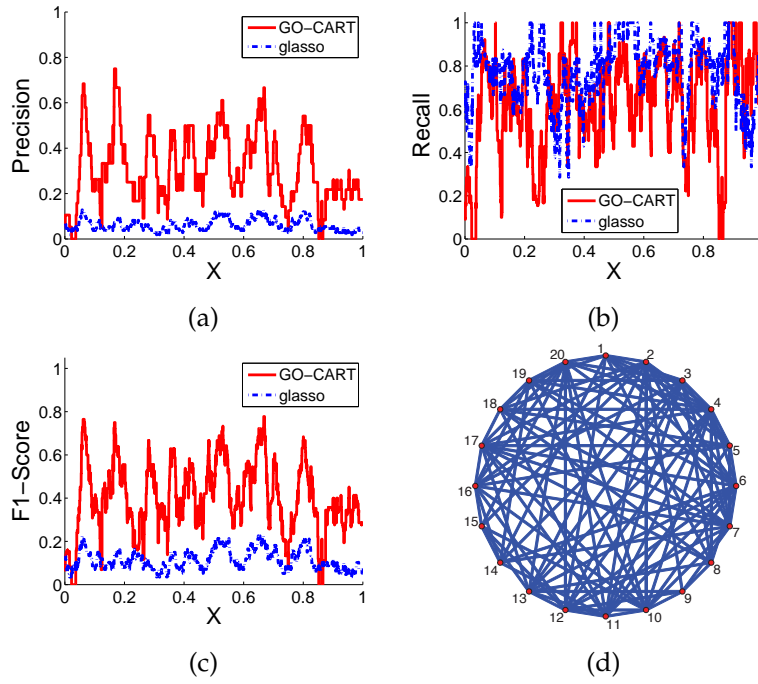 GO−CART
glasso
Precision
1
0.8
0.6
0.4
0.2
0
0 0.2 0.4 0.6 0.8 1
X
(a)
GO−CART
glasso
Recall
1
0.8
0.6
0.4
0.2
0
0 0.2 0.4 0.6 0.8
X
(b)
GO−CART
glasso
F1−Score
1
0.8
0.6
0.4
0.2
0
0 0.2 0.4 0.6 0.8 1
X
(c)
1
2
3
4
5
6
7
8
9
10
11
12
13
14
15
16
17
18
19
20
(d)